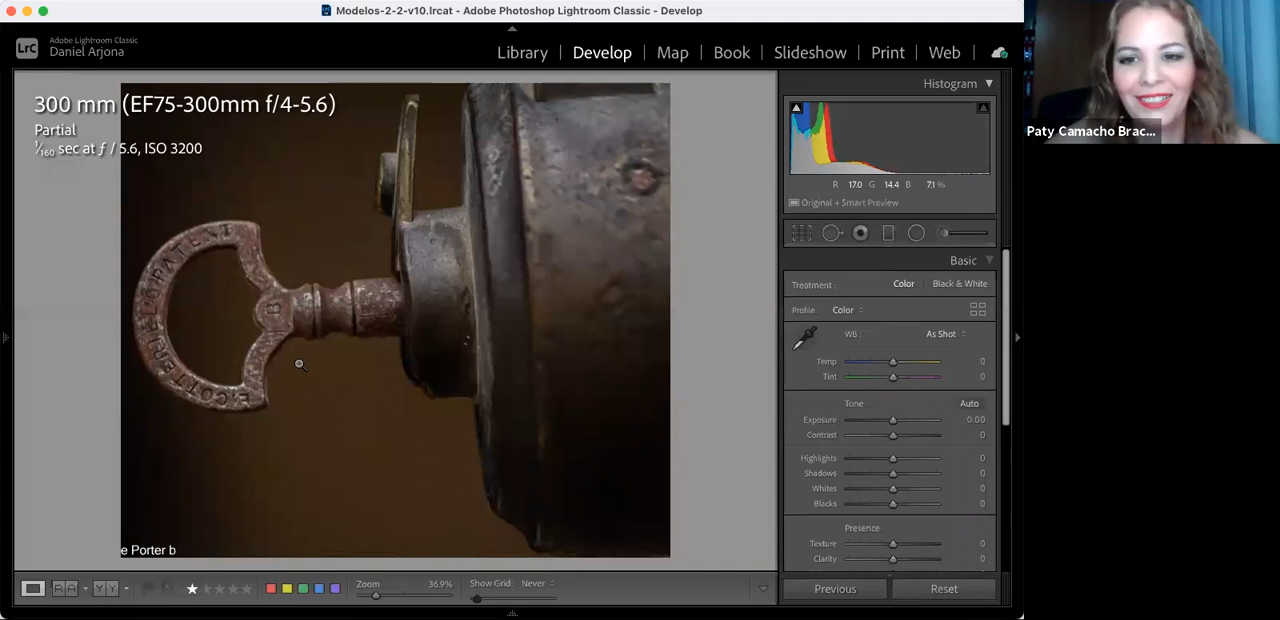 Modelos-2-2-v10.lrcat - Adobe Photoshop Lightroom Classic - Develop
LrC
Adobe Lightroom Classic
Daniel Arjona
Library | Develop | Map | Book | Slideshow | Print | Web
300 mm (EF75-300mm f/4-5.6)
Partial
1/160 sec at ƒ / 5.6, ISO 3200
B
e Porter b
Histogram
R 17.0 G 14.4 B 7.1 %
Original + Smart Preview
Basic
Treatment : Color | Black & White
Profile : Color
WB : As Shot
Temp 0
Tint 0
Tone Auto
Exposure 0.00
Contrast 0
Highlights 0
Shadows 0
Whites 0
Blacks 0
Presence
Texture 0
Clarity 0
R A Y Y Zoom 36.9% Show Grid: Never
Previous Reset
Paty Camacho Brac...